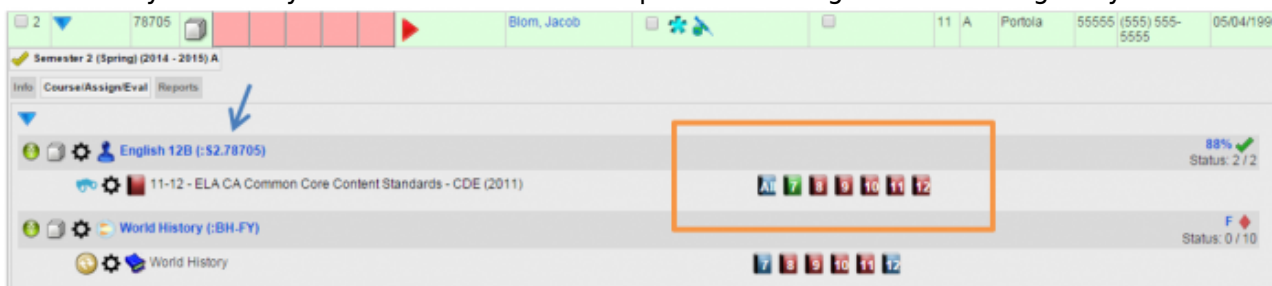 2 78705 Blom, Jacob 11 A Portola 55555 (555) 555-5555 05/04/199
Semester 2 (Spring) (2014 - 2015) A
Info Course/Assign/Eval Reports
English 12B (:S2.78705) 88%
Status: 2 / 2
11-12 - ELA CA Common Core Content Standards - CDE (2011) All 7 8 9 10 11 12
World History (:BH-FY) F
Status: 0 / 10
World History 7 8 9 10 11 12